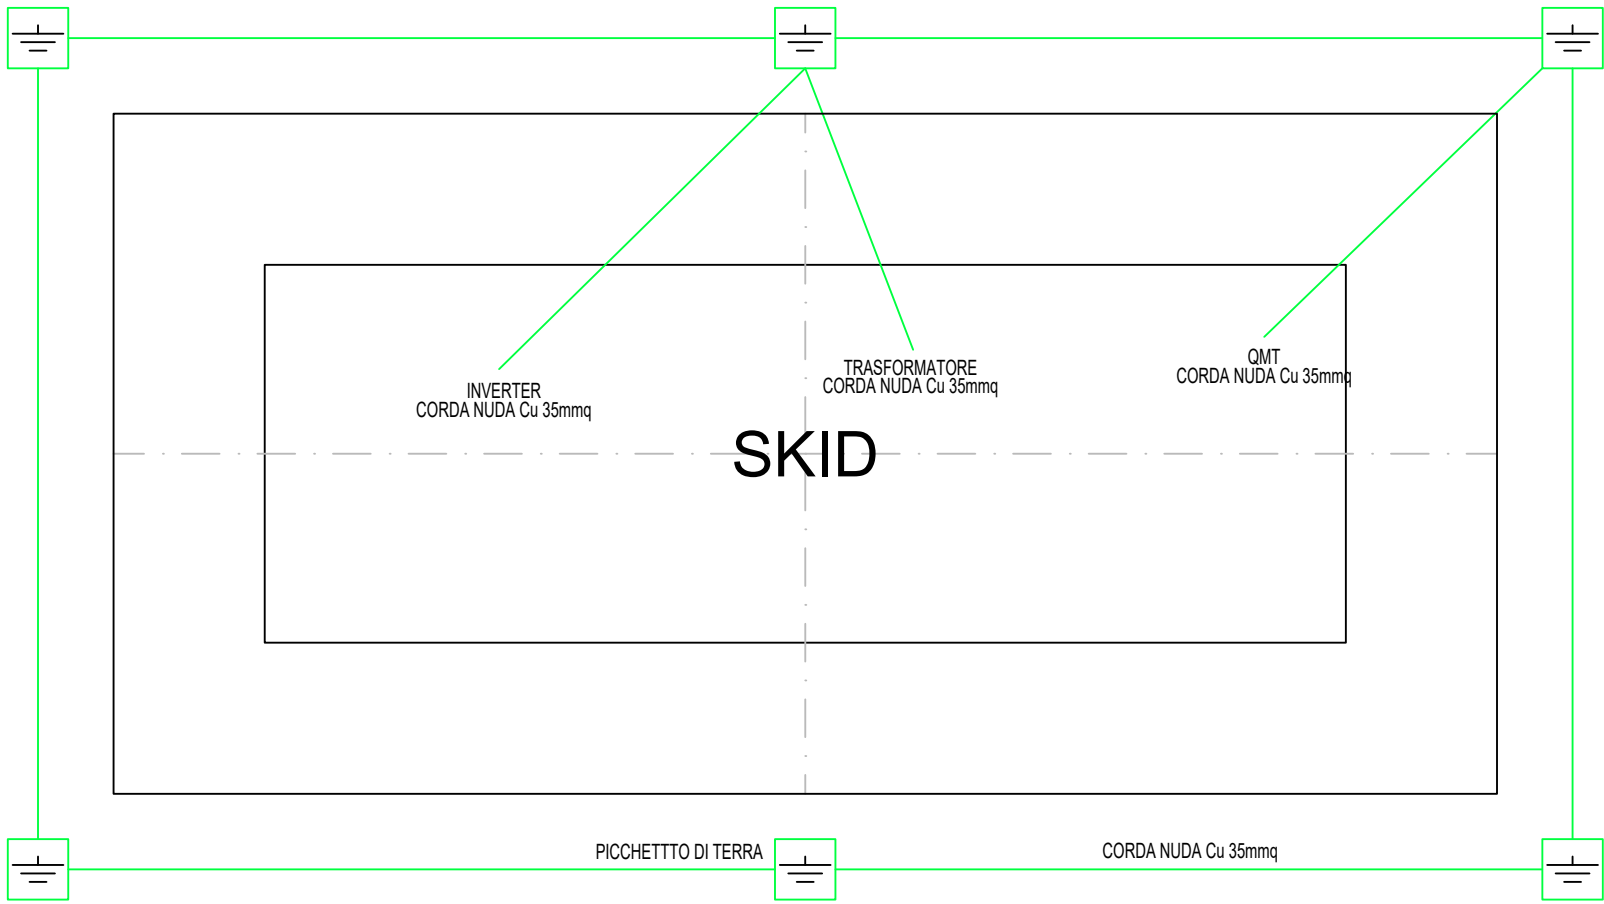 INVERTER
CORDA NUDA Cu 35mmq
TRASFORMATORE
CORDA NUDA Cu 35mmq
QMT
CORDA NUDA Cu 35mmq
SKID
PICCHETTTO DI TERRA
CORDA NUDA Cu 35mmq